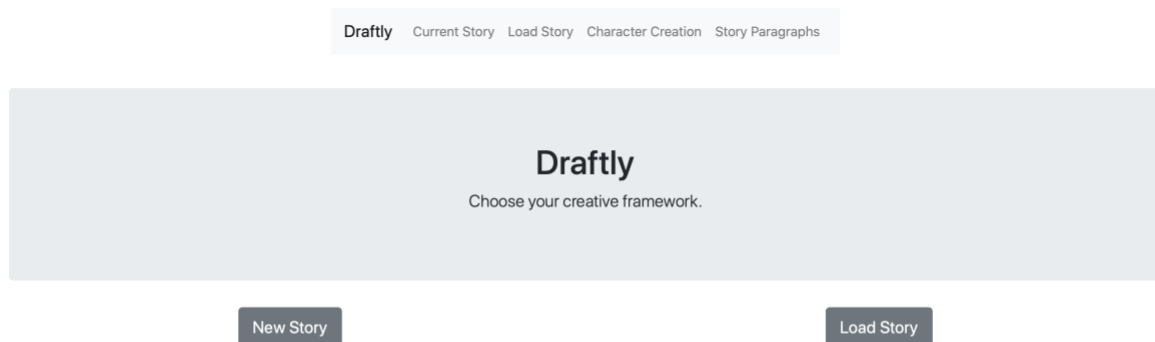 Draftly Current Story Load Story Character Creation Story Paragraphs
Draftly
Choose your creative framework.
New Story Load Story